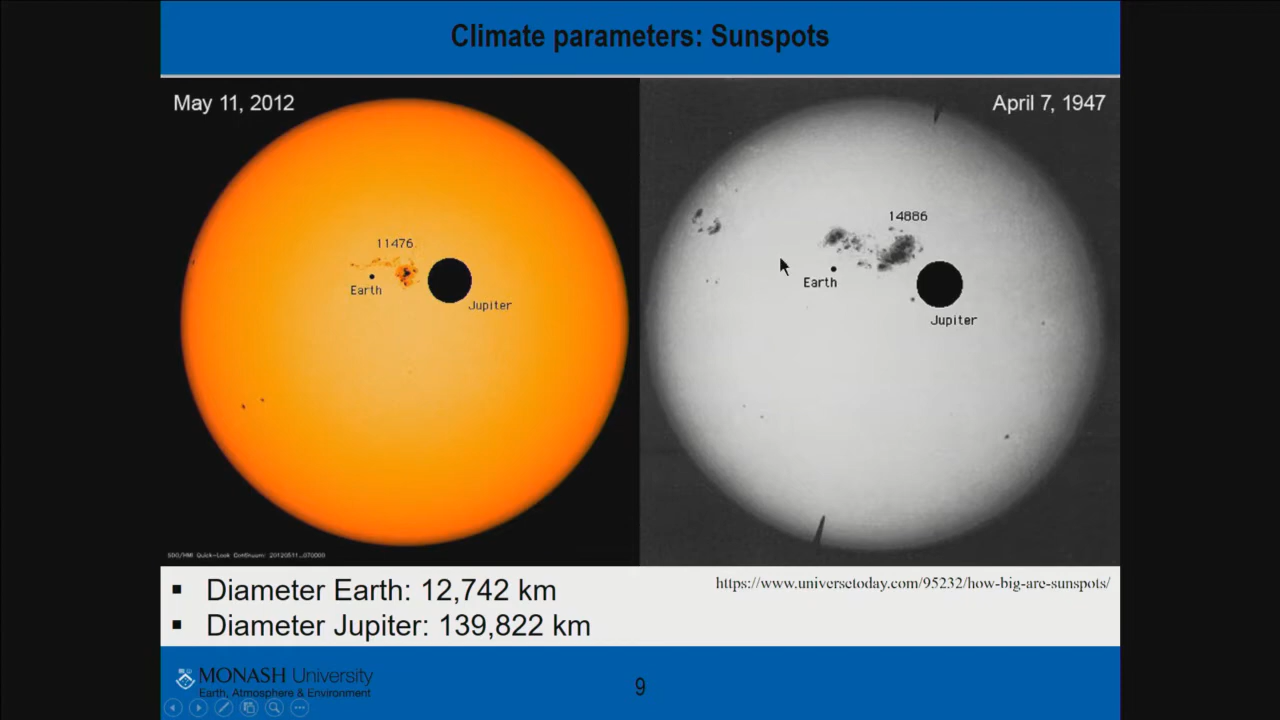 Climate parameters: Sunspots
May 11, 2012
April 7, 1947
11476
Earth
Jupiter
14886
Earth
Jupiter
SDO/HMI Quick-Look Continuum: 20120511_070000
▪ Diameter Earth: 12,742 km
▪ Diameter Jupiter: 139,822 km
https://www.universetoday.com/95232/how-big-are-sunspots/
MONASH University
Earth, Atmosphere & Environment
9